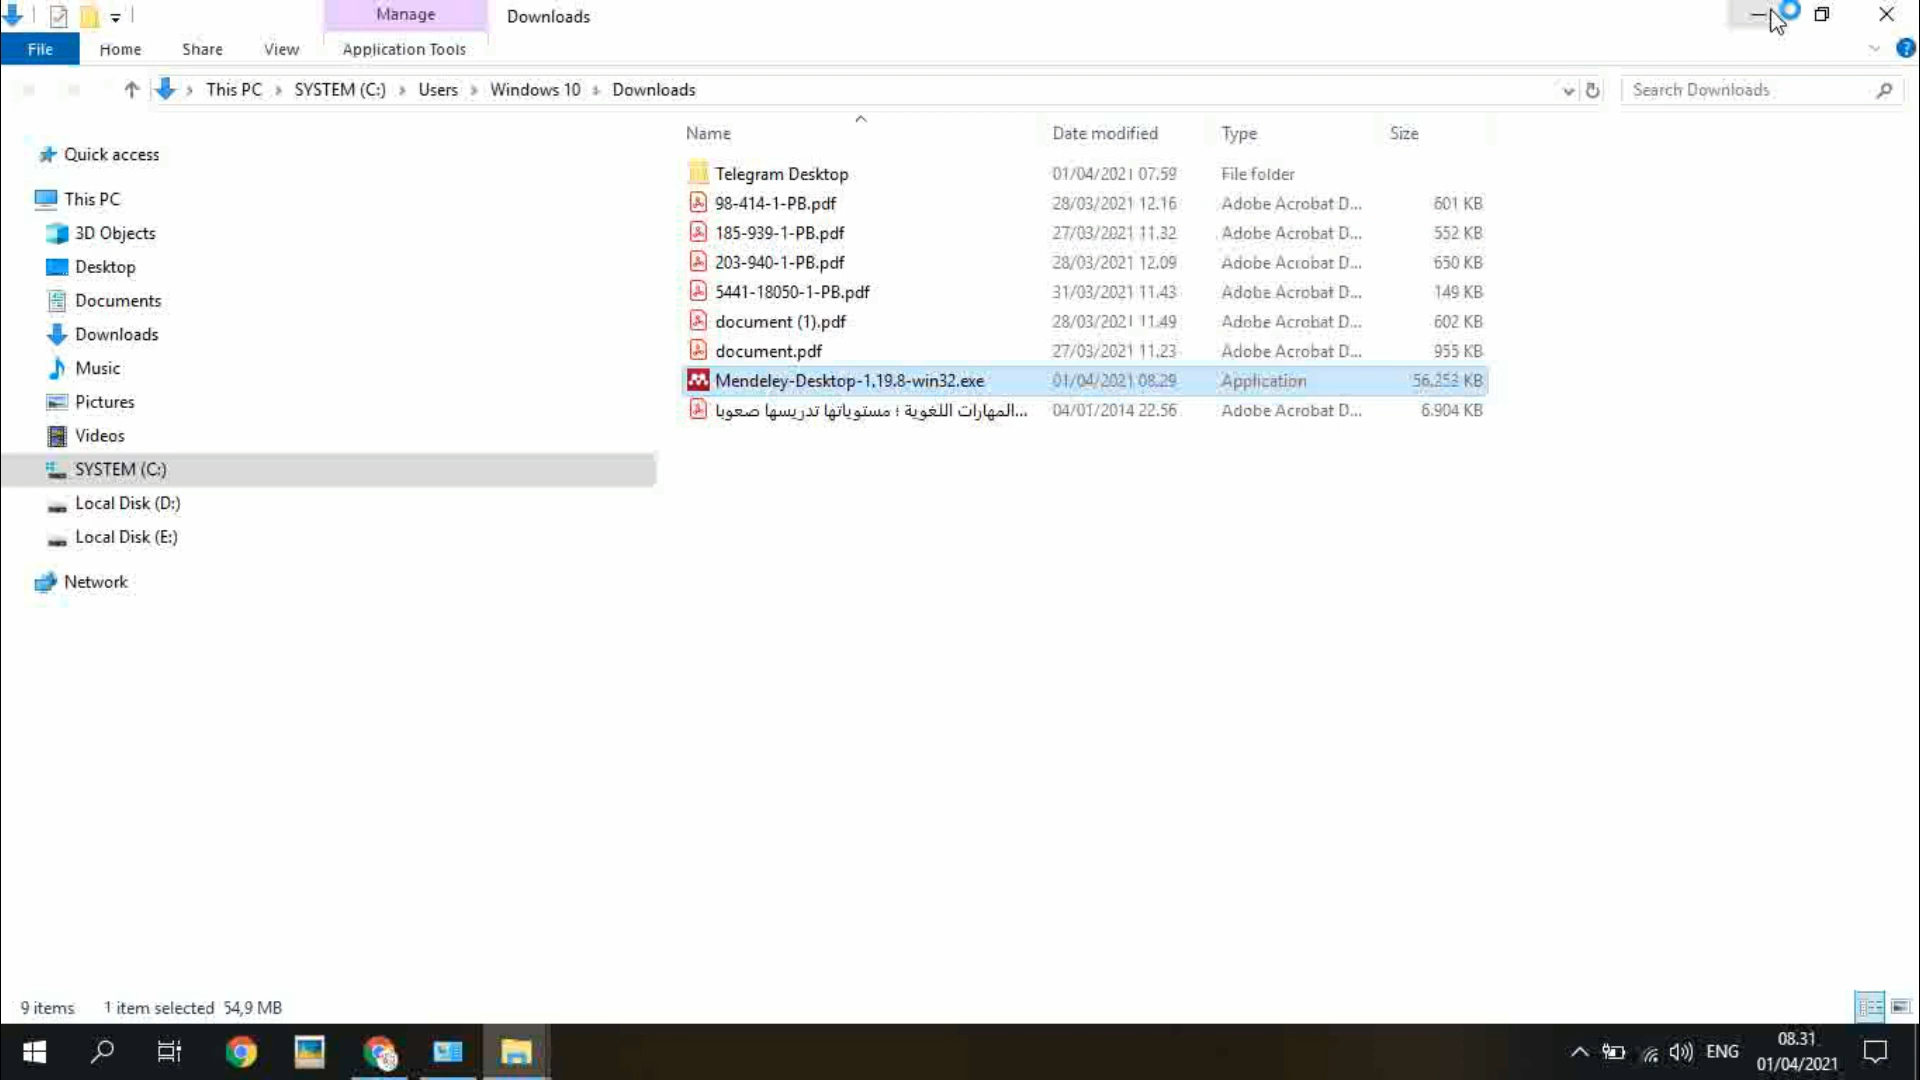 Manage
Downloads
File
Home
Share
View
Application Tools
This PC
SYSTEM (C:)
Users
Windows 10
Downloads
Search Downloads
Name
Date modified
Type
Size
Quick access
This PC
3D Objects
Desktop
Documents
Downloads
Music
Pictures
Videos
SYSTEM (C:)
Local Disk (D:)
Local Disk (E:)
Network
Telegram Desktop 01/04/2021 07.59 File folder
98-414-1-PB.pdf 28/03/2021 12.16 Adobe Acrobat D... 601 KB
185-939-1-PB.pdf 27/03/2021 11.32 Adobe Acrobat D... 552 KB
203-940-1-PB.pdf 28/03/2021 12.09 Adobe Acrobat D... 650 KB
5441-18050-1-PB.pdf 31/03/2021 11.43 Adobe Acrobat D... 149 KB
document (1).pdf 28/03/2021 11.49 Adobe Acrobat D... 602 KB
document.pdf 27/03/2021 11.23 Adobe Acrobat D... 955 KB
Mendeley-Desktop-1.19.8-win32.exe 01/04/2021 08.29 Application 56.253 KB
المهارات اللغوية ؛ مستوياتها تدريسها صعوبا... 04/01/2014 22.56 Adobe Acrobat D... 6.904 KB
9 items 1 item selected 54,9 MB
ENG
08.31
01/04/2021